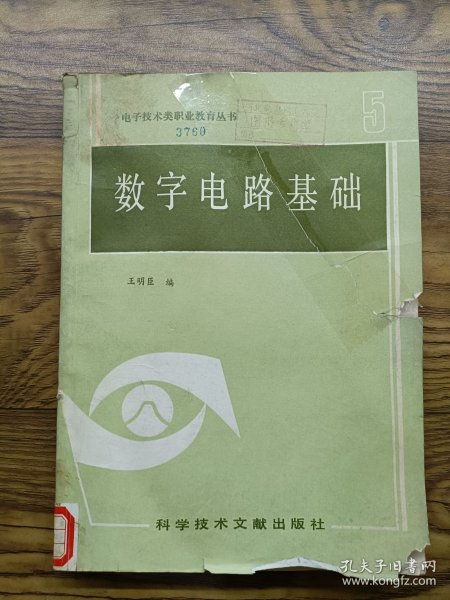 电子技术类职业教育丛书
3760
5
数字电路基础
王明臣 编
科学技术文献出版社
孔夫子旧书网
www.kongfz.com